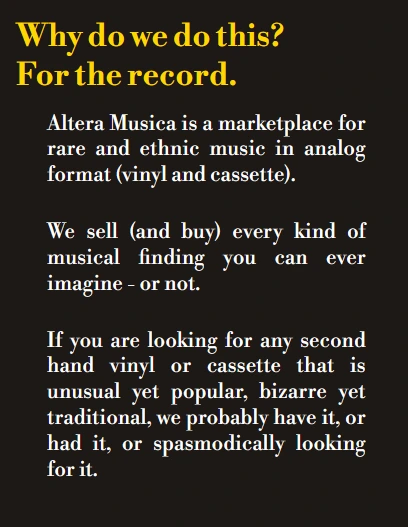 Why do we do this?
For the record.
Altera Musica is a marketplace for
rare and ethnic music in analog
format (vinyl and cassette).
We sell (and buy) every kind of
musical finding you can ever
imagine - or not.
If you are looking for any second
hand vinyl or cassette that is
unusual yet popular, bizarre yet
traditional, we probably have it, or
had it, or spasmodically looking
for it.